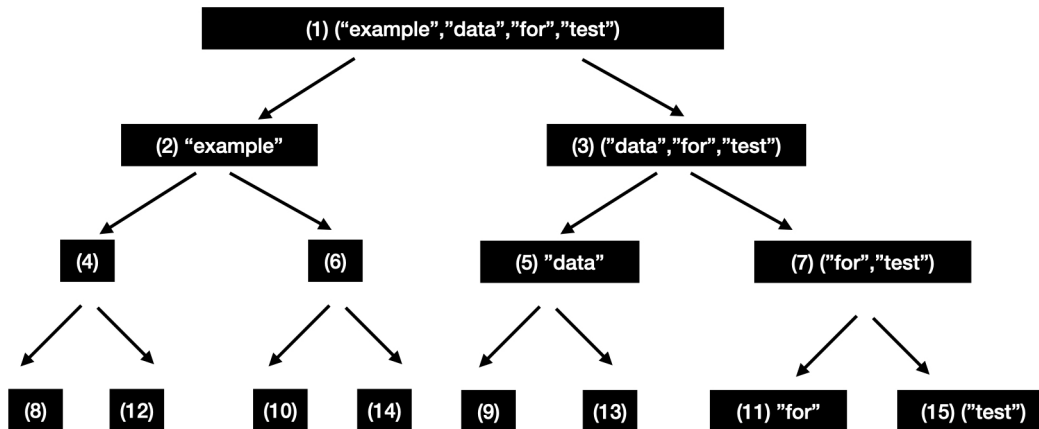 (1) (“example”,”data”,”for”,”test”)
(2) “example”
(3) (”data”,”for”,”test”)
(4)
(6)
(5) ”data”
(7) (”for”,”test”)
(8)
(12)
(10)
(14)
(9)
(13)
(11) ”for”
(15) (”test”)